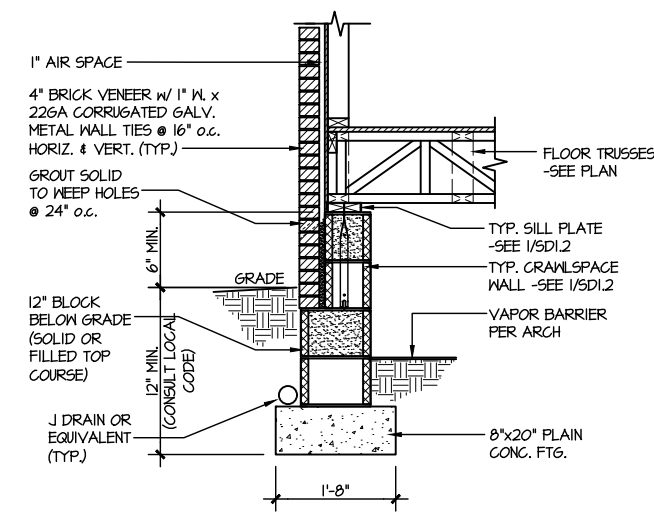 1" AIR SPACE
4" BRICK VENEER W/ 1" W. x
22GA CORRUGATED GALV.
METAL WALL TIES @ 16" o.c.
HORIZ. & VERT. (TYP.)
GROUT SOLID
TO WEEP HOLES
@ 24" o.c.
6" MIN.
GRADE
12" BLOCK
BELOW GRADE
(SOLID OR
FILLED TOP
COURSE)
12" MIN.
(CONSULT LOCAL
CODE)
J DRAIN OR
EQUIVALENT
(TYP.)
FLOOR TRUSSES
-SEE PLAN
TYP. SILL PLATE
-SEE 1/SD1.2
TYP. CRAWLSPACE
WALL -SEE 1/SD1.2
VAPOR BARRIER
PER ARCH
8"x20" PLAIN
CONC. FTG.
1'-8"